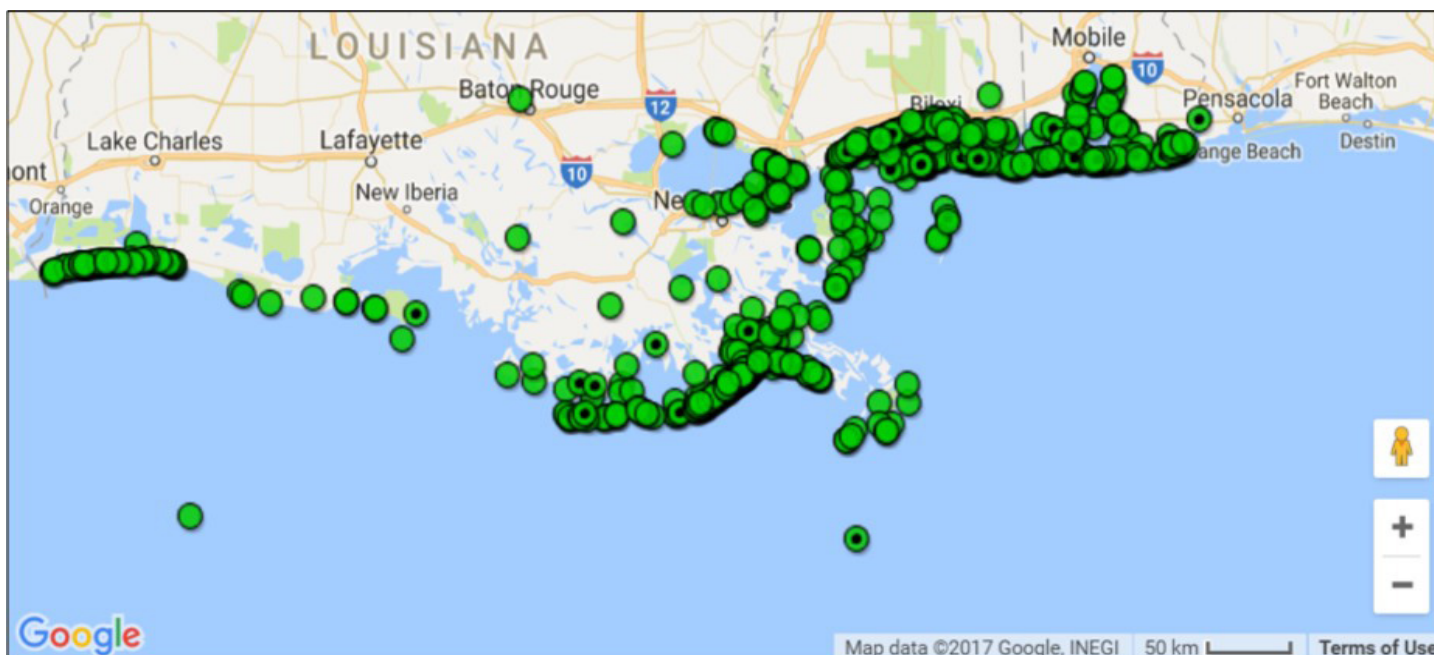 LOUISIANA
Mobile
10
Baton Rouge
12
Fort Walton
Beach
Pensacola
Destin
Biloxi
Lake Charles
Lafayette
10
New Iberia
Orange
ange Beach
mont
Ne
Google
Map data ©2017 Google, INEGI
50 km
Terms of Use